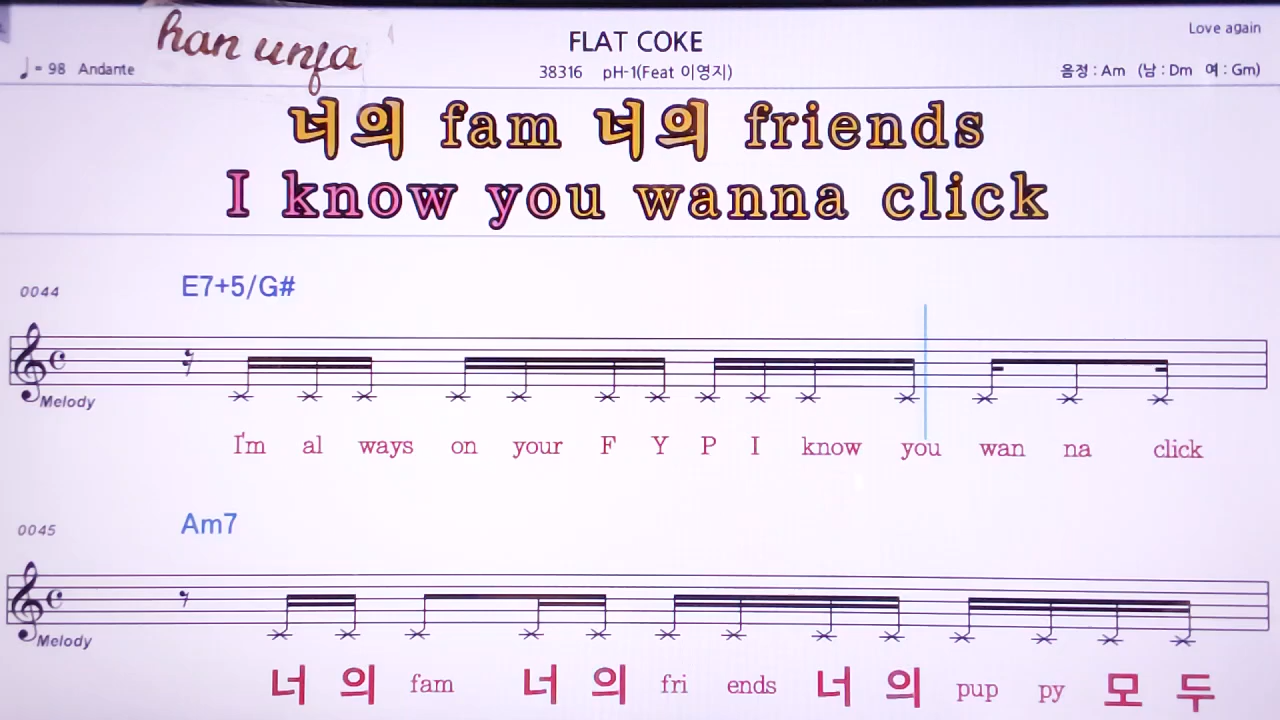 han unja
FLAT COKE
Love again
♩ = 98 Andante
38316 pH-1(Feat 이영지)
음정 : Am (남 : Dm 여 : Gm)
너의 fam 너의 friends
I know you wanna click
0044
E7+5/G#
Melody
I'm al ways on your F Y P I know you wan na click
0045
Am7
Melody
너 의 fam 너 의 fri ends 너 의 pup py 모 두